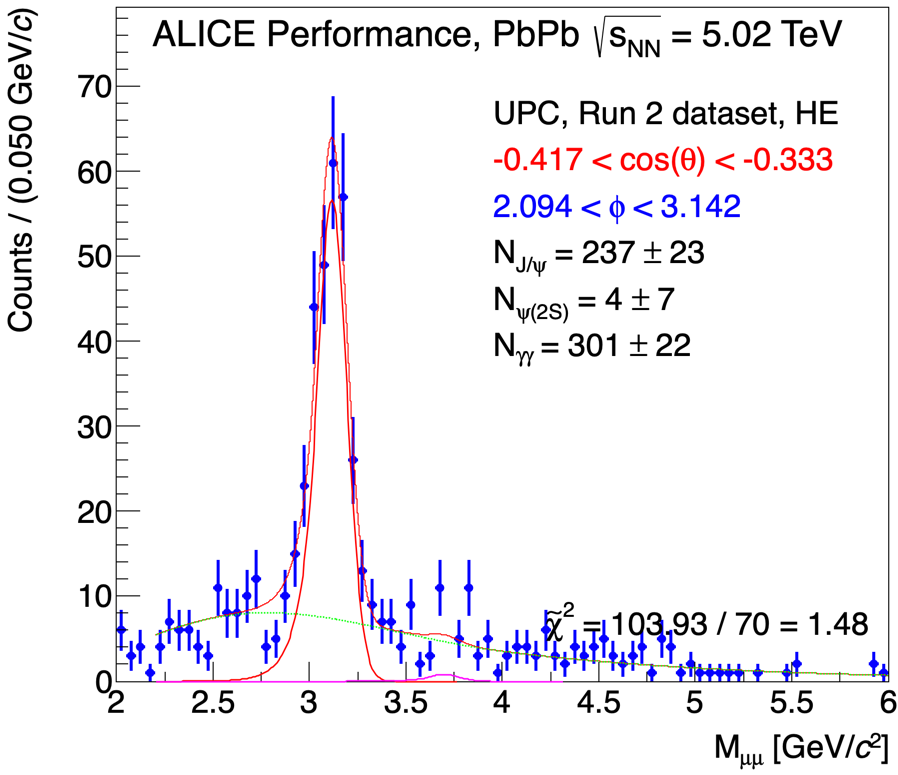 ALICE Performance, PbPb √sNN = 5.02 TeV
UPC, Run 2 dataset, HE
-0.417 < cos(θ) < -0.333
2.094 < φ < 3.142
NJ/ψ = 237 ± 23
Nψ(2S) = 4 ± 7
Nγγ = 301 ± 22
χ̃² = 103.93 / 70 = 1.48
Counts / (0.050 GeV/c)
70
60
50
40
30
20
10
0
2 2.5 3 3.5 4 4.5 5 5.5 6
Mμμ [GeV/c²]